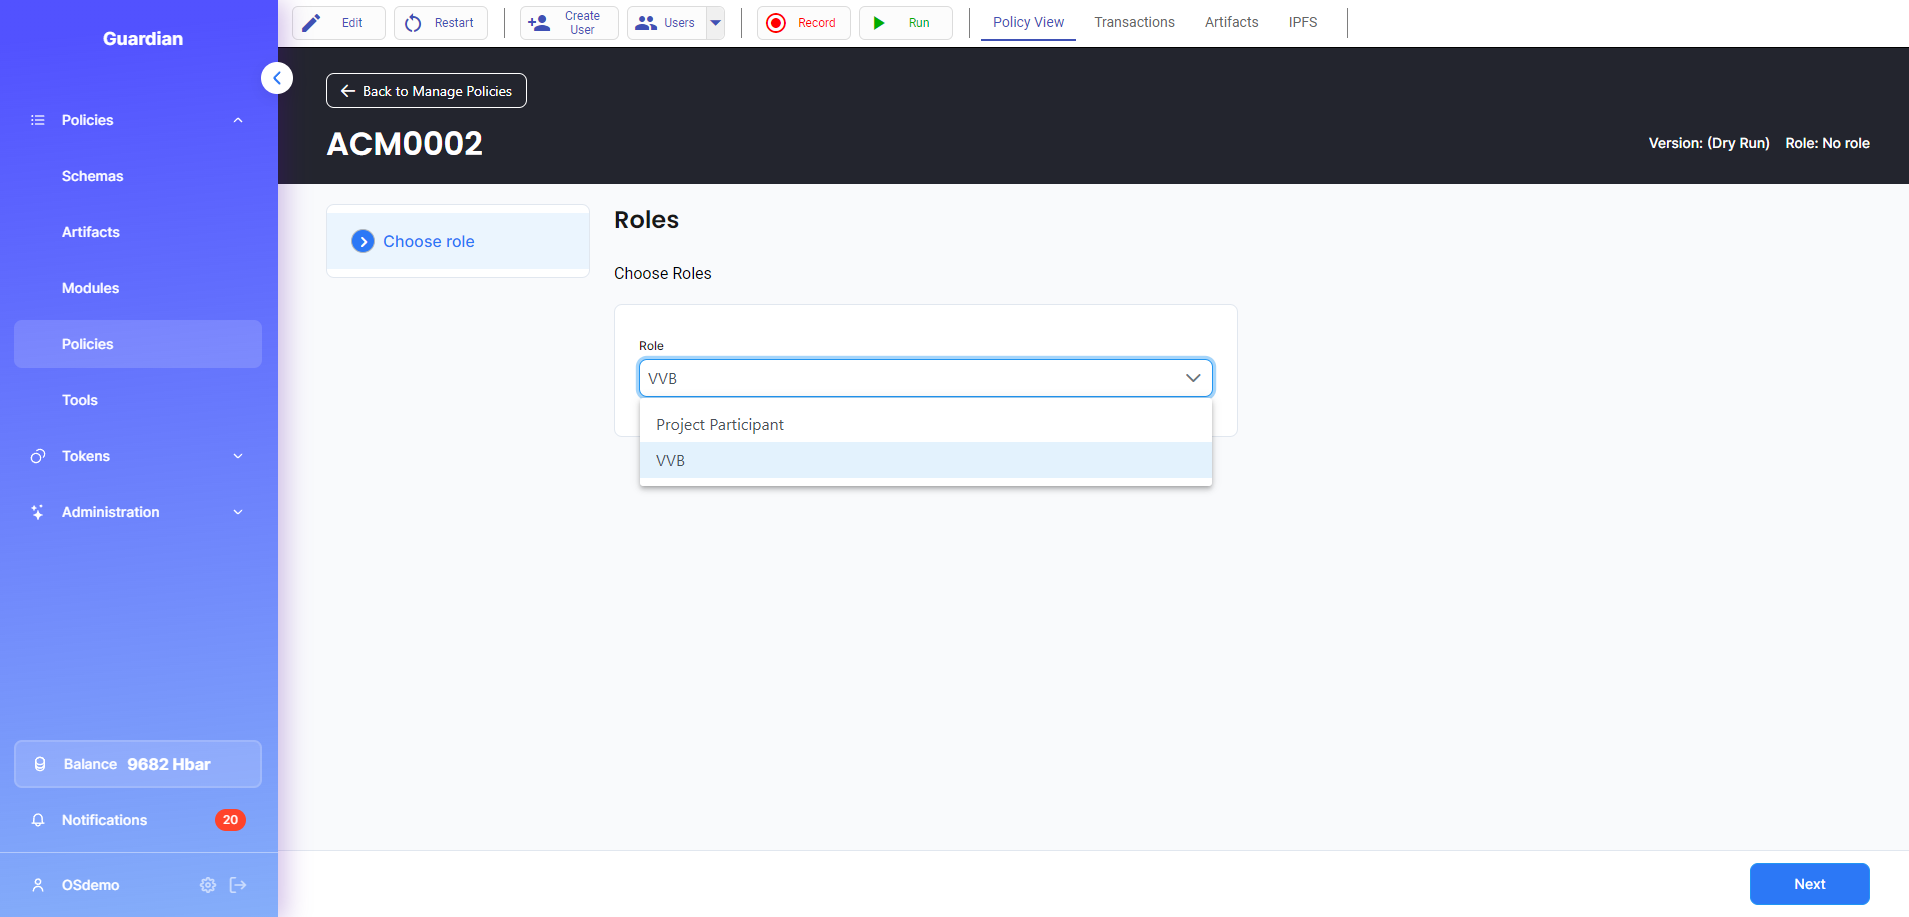 Guardian
Policies
Schemas
Artifacts
Modules
Policies
Tools
Tokens
Administration
Balance 9682 Hbar
Notifications 20
OSdemo
Edit
Restart
Create
User
Users
Record
Run
Policy View
Transactions
Artifacts
IPFS
Back to Manage Policies
ACM0002
Version: (Dry Run) Role: No role
Choose role
Roles
Choose Roles
Role
VVB
Project Participant
VVB
Next